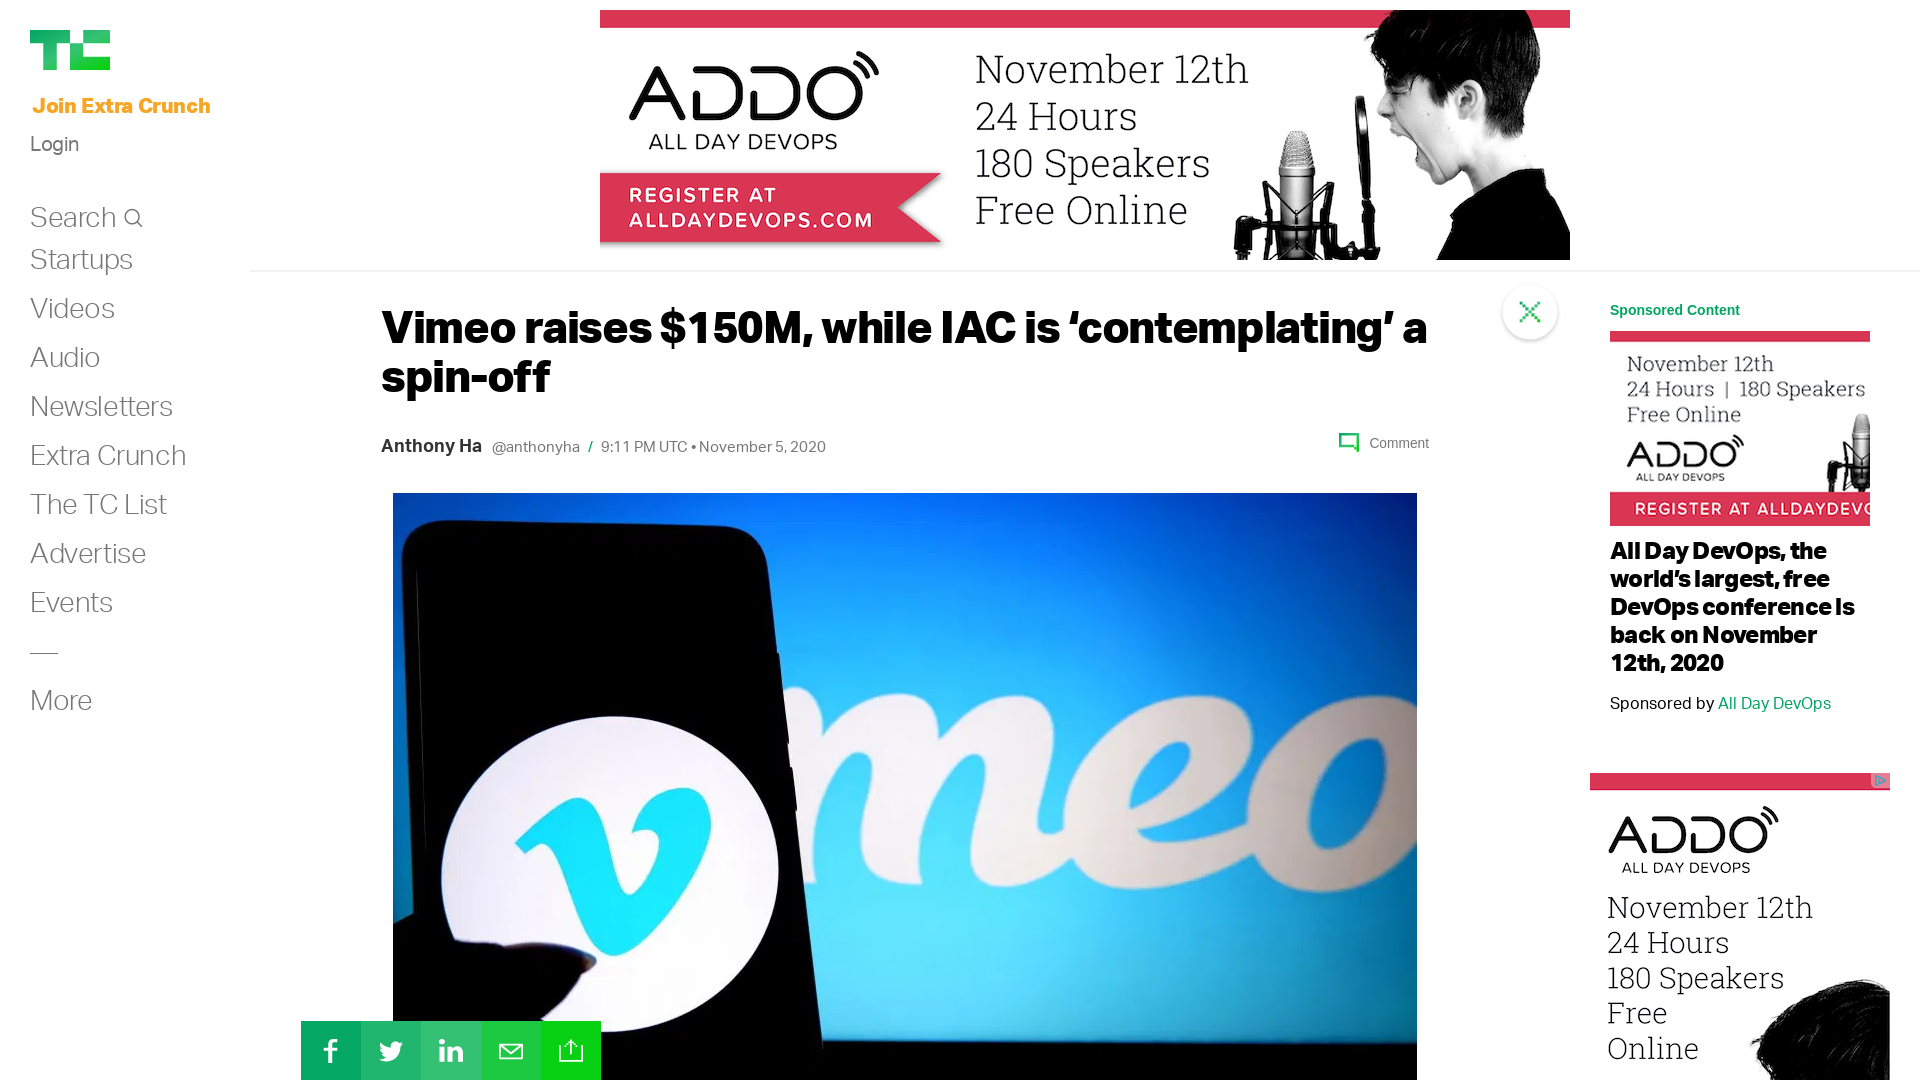 TC
Join Extra Crunch
Login
Search
Startups
Videos
Audio
Newsletters
Extra Crunch
The TC List
Advertise
Events
More
ADDO
ALL DAY DEVOPS
REGISTER AT
ALLDAYDEVOPS.COM
November 12th
24 Hours
180 Speakers
Free Online
Vimeo raises $150M, while IAC is ‘contemplating’ a
spin-off
Anthony Ha @anthonyha / 9:11 PM UTC • November 5, 2020
Comment
v
meo
Sponsored Content
November 12th
24 Hours | 180 Speakers
Free Online
ADDO
ALL DAY DEVOPS
REGISTER AT ALLDAYDEVO
All Day DevOps, the
world’s largest, free
DevOps conference Is
back on November
12th, 2020
Sponsored by All Day DevOps
ADDO
ALL DAY DEVOPS
November 12th
24 Hours
180 Speakers
Free
Online